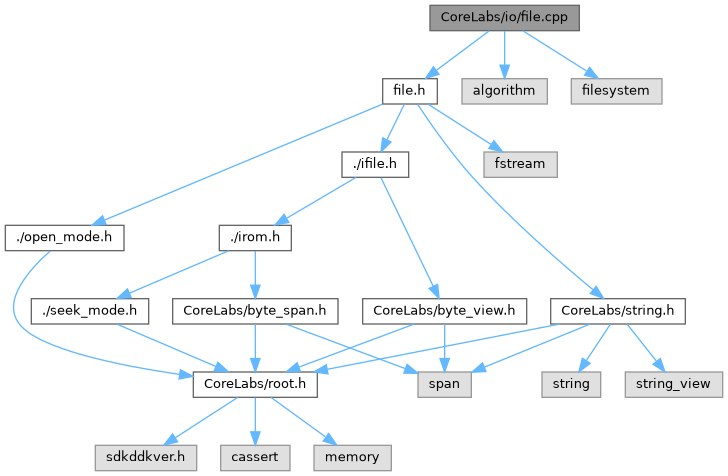 CoreLabs/io/file.cpp
file.h
algorithm
filesystem
./ifile.h
fstream
./open_mode.h
./irom.h
./seek_mode.h
CoreLabs/byte_span.h
CoreLabs/byte_view.h
CoreLabs/string.h
CoreLabs/root.h
span
string
string_view
sdkddkver.h
cassert
memory